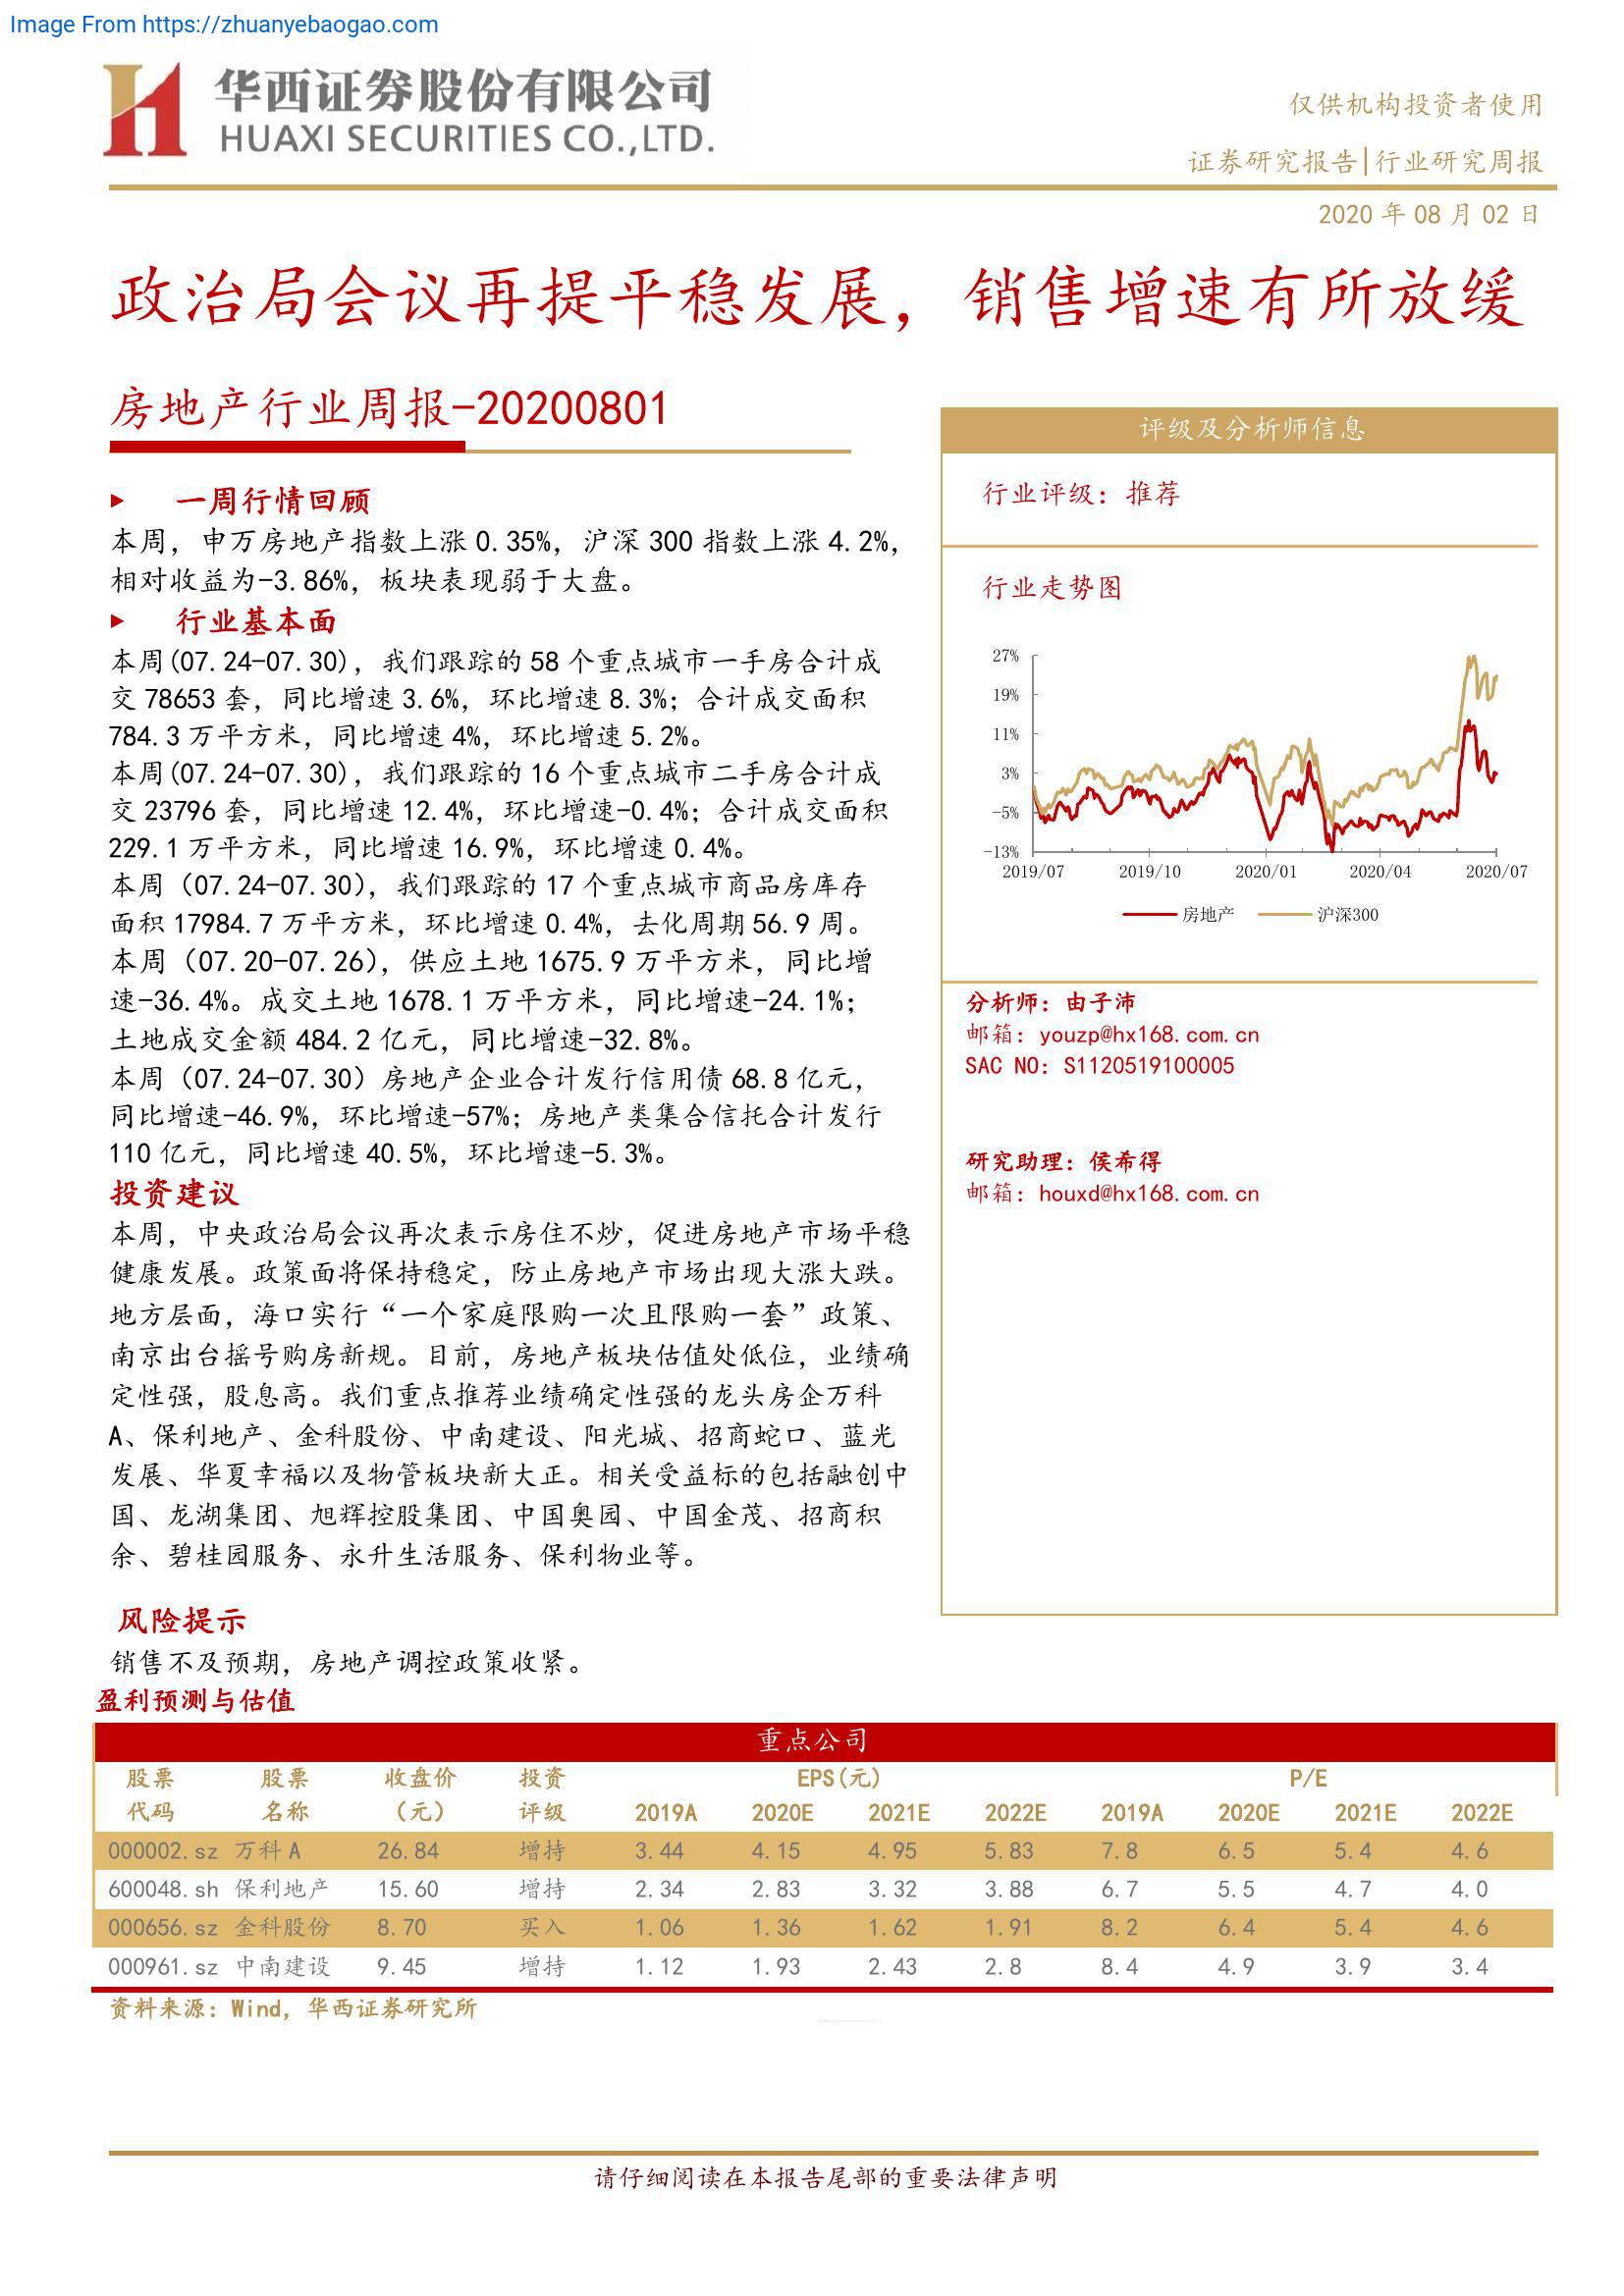 Image From https://zhuanyebaogao.com
华西证券股份有限公司
HUAXI SECURITIES CO.,LTD.
仅供机构投资者使用
证券研究报告|行业研究周报
2020 年 08 月 02 日
政治局会议再提平稳发展，销售增速有所放缓
房地产行业周报-20200801
一周行情回顾
本周，申万房地产指数上涨 0.35%，沪深 300 指数上涨 4.2%，
相对收益为-3.86%，板块表现弱于大盘。
行业基本面
本周(07.24-07.30)，我们跟踪的 58 个重点城市一手房合计成
交 78653 套，同比增速 3.6%，环比增速 8.3%；合计成交面积
784.3 万平方米，同比增速 4%，环比增速 5.2%。
本周(07.24-07.30)，我们跟踪的 16 个重点城市二手房合计成
交 23796 套，同比增速 12.4%，环比增速-0.4%；合计成交面积
229.1 万平方米，同比增速 16.9%，环比增速 0.4%。
本周（07.24-07.30），我们跟踪的 17 个重点城市商品房库存
面积 17984.7 万平方米，环比增速 0.4%，去化周期 56.9 周。
本周（07.20-07.26），供应土地 1675.9 万平方米，同比增
速-36.4%。成交土地 1678.1 万平方米，同比增速-24.1%；
土地成交金额 484.2 亿元，同比增速-32.8%。
本周（07.24-07.30）房地产企业合计发行信用债 68.8 亿元，
同比增速-46.9%，环比增速-57%；房地产类集合信托合计发行
110 亿元，同比增速 40.5%，环比增速-5.3%。
投资建议
本周，中央政治局会议再次表示房住不炒，促进房地产市场平稳
健康发展。政策面将保持稳定，防止房地产市场出现大涨大跌。
地方层面，海口实行“一个家庭限购一次且限购一套”政策、
南京出台摇号购房新规。目前，房地产板块估值处低位，业绩确
定性强，股息高。我们重点推荐业绩确定性强的龙头房企万科
A、保利地产、金科股份、中南建设、阳光城、招商蛇口、蓝光
发展、华夏幸福以及物管板块新大正。相关受益标的包括融创中
国、龙湖集团、旭辉控股集团、中国奥园、中国金茂、招商积
余、碧桂园服务、永升生活服务、保利物业等。
风险提示
销售不及预期，房地产调控政策收紧。
评级及分析师信息
行业评级：推荐
行业走势图
27%
19%
11%
3%
-5%
-13%
2019/07 2019/10 2020/01 2020/04 2020/07
房地产 沪深300
分析师：由子沛
邮箱：youzp@hx168.com.cn
SAC NO：S1120519100005
研究助理：侯希得
邮箱：houxd@hx168.com.cn
盈利预测与估值
重点公司
股票 股票 收盘价 投资 EPS(元) P/E
代码 名称 （元） 评级 2019A 2020E 2021E 2022E 2019A 2020E 2021E 2022E
000002.sz 万科 A 26.84 增持 3.44 4.15 4.95 5.83 7.8 6.5 5.4 4.6
600048.sh 保利地产 15.60 增持 2.34 2.83 3.32 3.88 6.7 5.5 4.7 4.0
000656.sz 金科股份 8.70 买入 1.06 1.36 1.62 1.91 8.2 6.4 5.4 4.6
000961.sz 中南建设 9.45 增持 1.12 1.93 2.43 2.8 8.4 4.9 3.9 3.4
资料来源：Wind，华西证券研究所
请仔细阅读在本报告尾部的重要法律声明